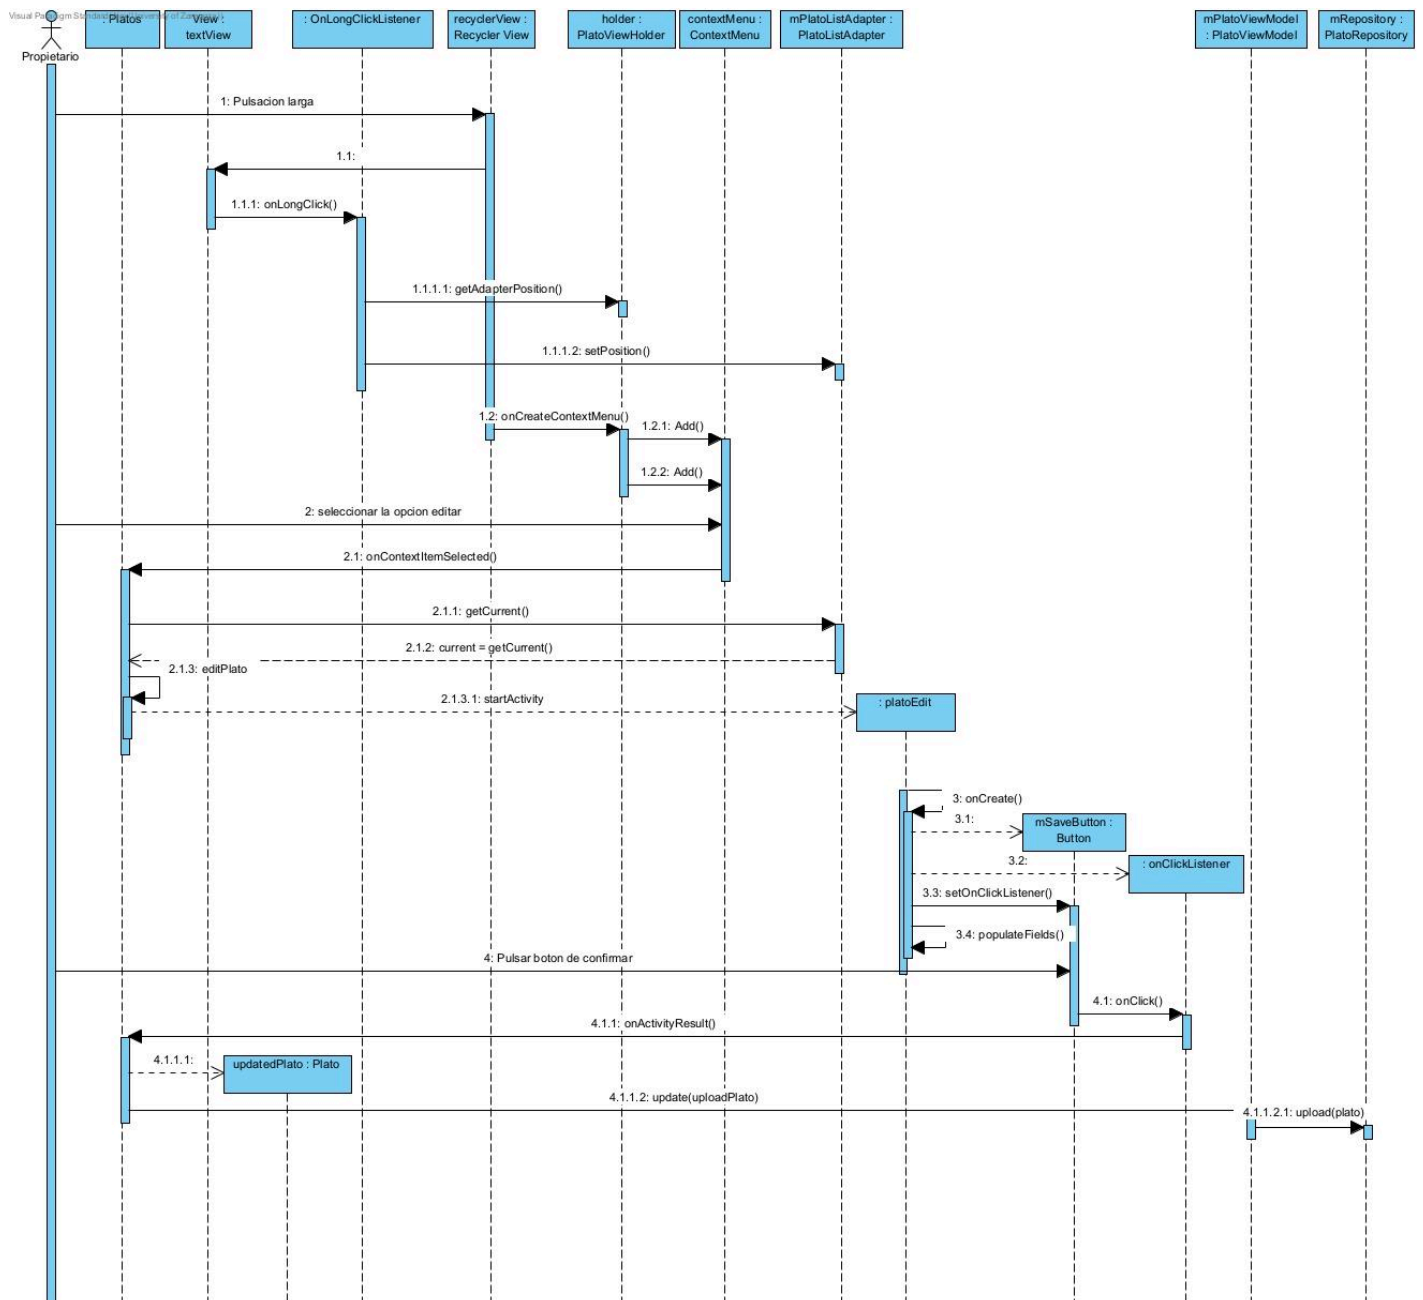 Visual Paradigm Standard (University of Zaragoza)
: Platos
View :
textView
: OnLongClickListener
recyclerView :
Recycler View
holder :
PlatoViewHolder
contextMenu :
ContextMenu
mPlatoListAdapter :
PlatoListAdapter
mPlatoViewModel
: PlatoViewModel
mRepository :
PlatoRepository
Propietario
1: Pulsacion larga
1.1:
1.1.1: onLongClick()
1.1.1.1: getAdapterPosition()
1.1.1.2: setPosition()
1.2: onCreateContextMenu()
1.2.1: Add()
1.2.2: Add()
2: seleccionar la opcion editar
2.1: onContextItemSelected()
2.1.1: getCurrent()
2.1.2: current = getCurrent()
2.1.3: editPlato
2.1.3.1: startActivity
: platoEdit
3: onCreate()
3.1:
mSaveButton :
Button
3.2:
: onClickListener
3.3: setOnClickListener()
3.4: populateFields()
4: Pulsar boton de confirmar
4.1: onClick()
4.1.1: onActivityResult()
4.1.1.1:
updatedPlato : Plato
4.1.1.2: update(uploadPlato)
4.1.1.2.1: upload(plato)